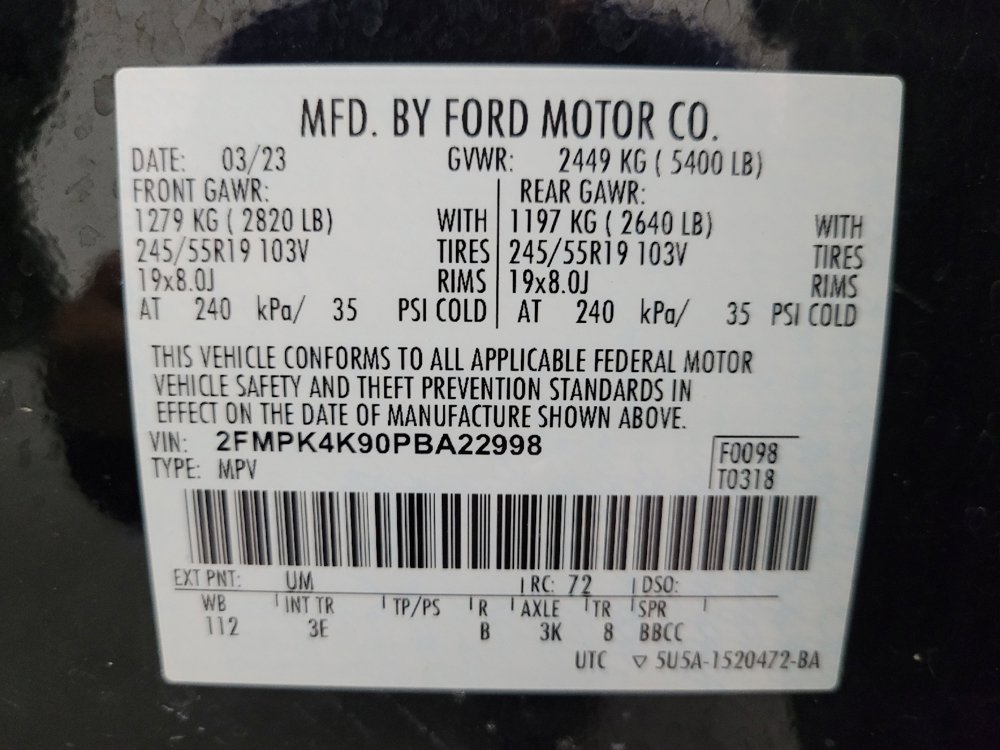 MFD. BY FORD MOTOR CO.
DATE: 03/23 GVWR: 2449 KG ( 5400 LB)
FRONT GAWR: REAR GAWR:
1279 KG ( 2820 LB) WITH 1197 KG ( 2640 LB) WITH
245/55R19 103V TIRES 245/55R19 103V TIRES
19x8.0J RIMS 19x8.0J RIMS
AT 240 kPa/ 35 PSI COLD AT 240 kPa/ 35 PSI COLD
THIS VEHICLE CONFORMS TO ALL APPLICABLE FEDERAL MOTOR
VEHICLE SAFETY AND THEFT PREVENTION STANDARDS IN
EFFECT ON THE DATE OF MANUFACTURE SHOWN ABOVE.
VIN: 2FMPK4K90PBA22998 F0098
TYPE: MPV T0318
EXT PNT: UM RC: 72 DSO:
WB INT TR TP/PS R AXLE TR SPR
112 3E B 3K 8 BBCC
UTC ▽ 5U5A-1520472-BA